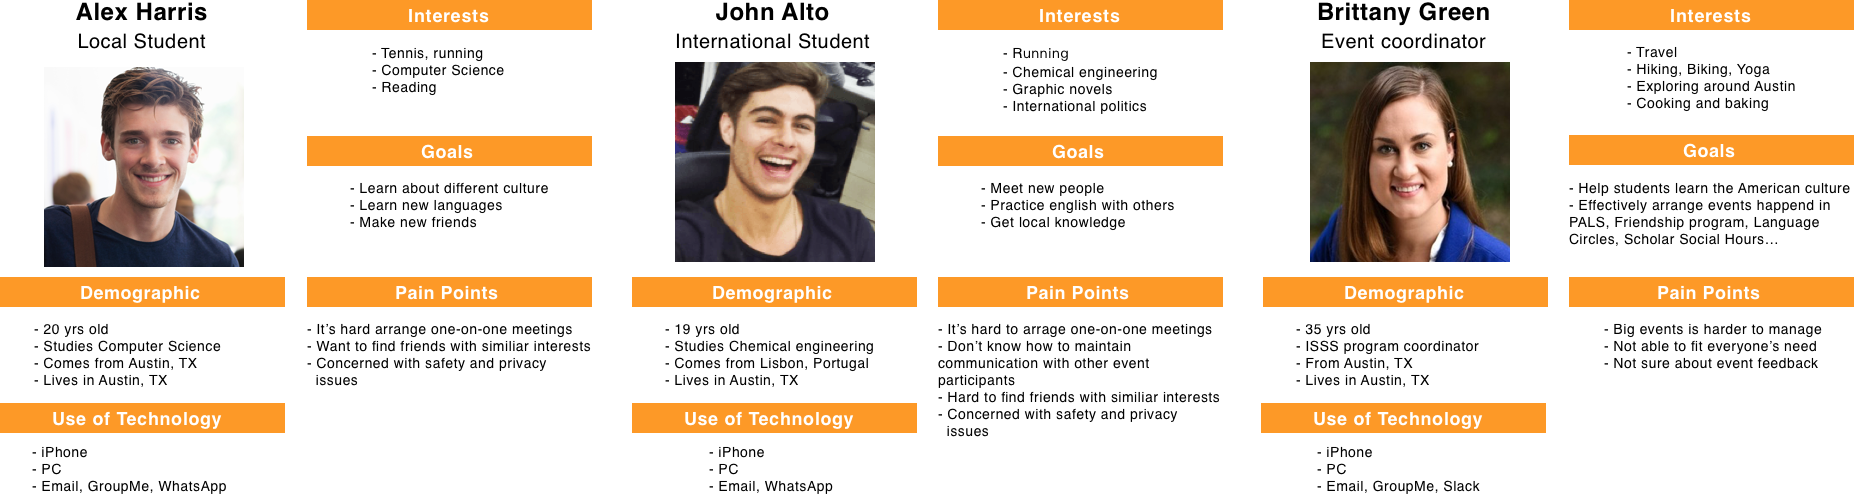 Alex Harris
Local Student
Interests
- Tennis, running
- Computer Science
- Reading
Goals
- Learn about different culture
- Learn new languages
- Make new friends
Demographic
- 20 yrs old
- Studies Computer Science
- Comes from Austin, TX
- Lives in Austin, TX
Pain Points
- It’s hard arrange one-on-one meetings
- Want to find friends with similiar interests
- Concerned with safety and privacy
issues
Use of Technology
- iPhone
- PC
- Email, GroupMe, WhatsApp
John Alto
International Student
Interests
- Running
- Chemical engineering
- Graphic novels
- International politics
Goals
- Meet new people
- Practice english with others
- Get local knowledge
Demographic
- 19 yrs old
- Studies Chemical engineering
- Comes from Lisbon, Portugal
- Lives in Austin, TX
Pain Points
- It’s hard to arrage one-on-one meetings
- Don’t know how to maintain
communication with other event
participants
- Hard to find friends with similiar interests
- Concerned with safety and privacy
issues
Use of Technology
- iPhone
- PC
- Email, WhatsApp
Brittany Green
Event coordinator
Interests
- Travel
- Hiking, Biking, Yoga
- Exploring around Austin
- Cooking and baking
Goals
- Help students learn the American culture
- Effectively arrange events happend in
PALS, Friendship program, Language
Circles, Scholar Social Hours…
Demographic
- 35 yrs old
- ISSS program coordinator
- From Austin, TX
- Lives in Austin, TX
Pain Points
- Big events is harder to manage
- Not able to fit everyone’s need
- Not sure about event feedback
Use of Technology
- iPhone
- PC
- Email, GroupMe, Slack